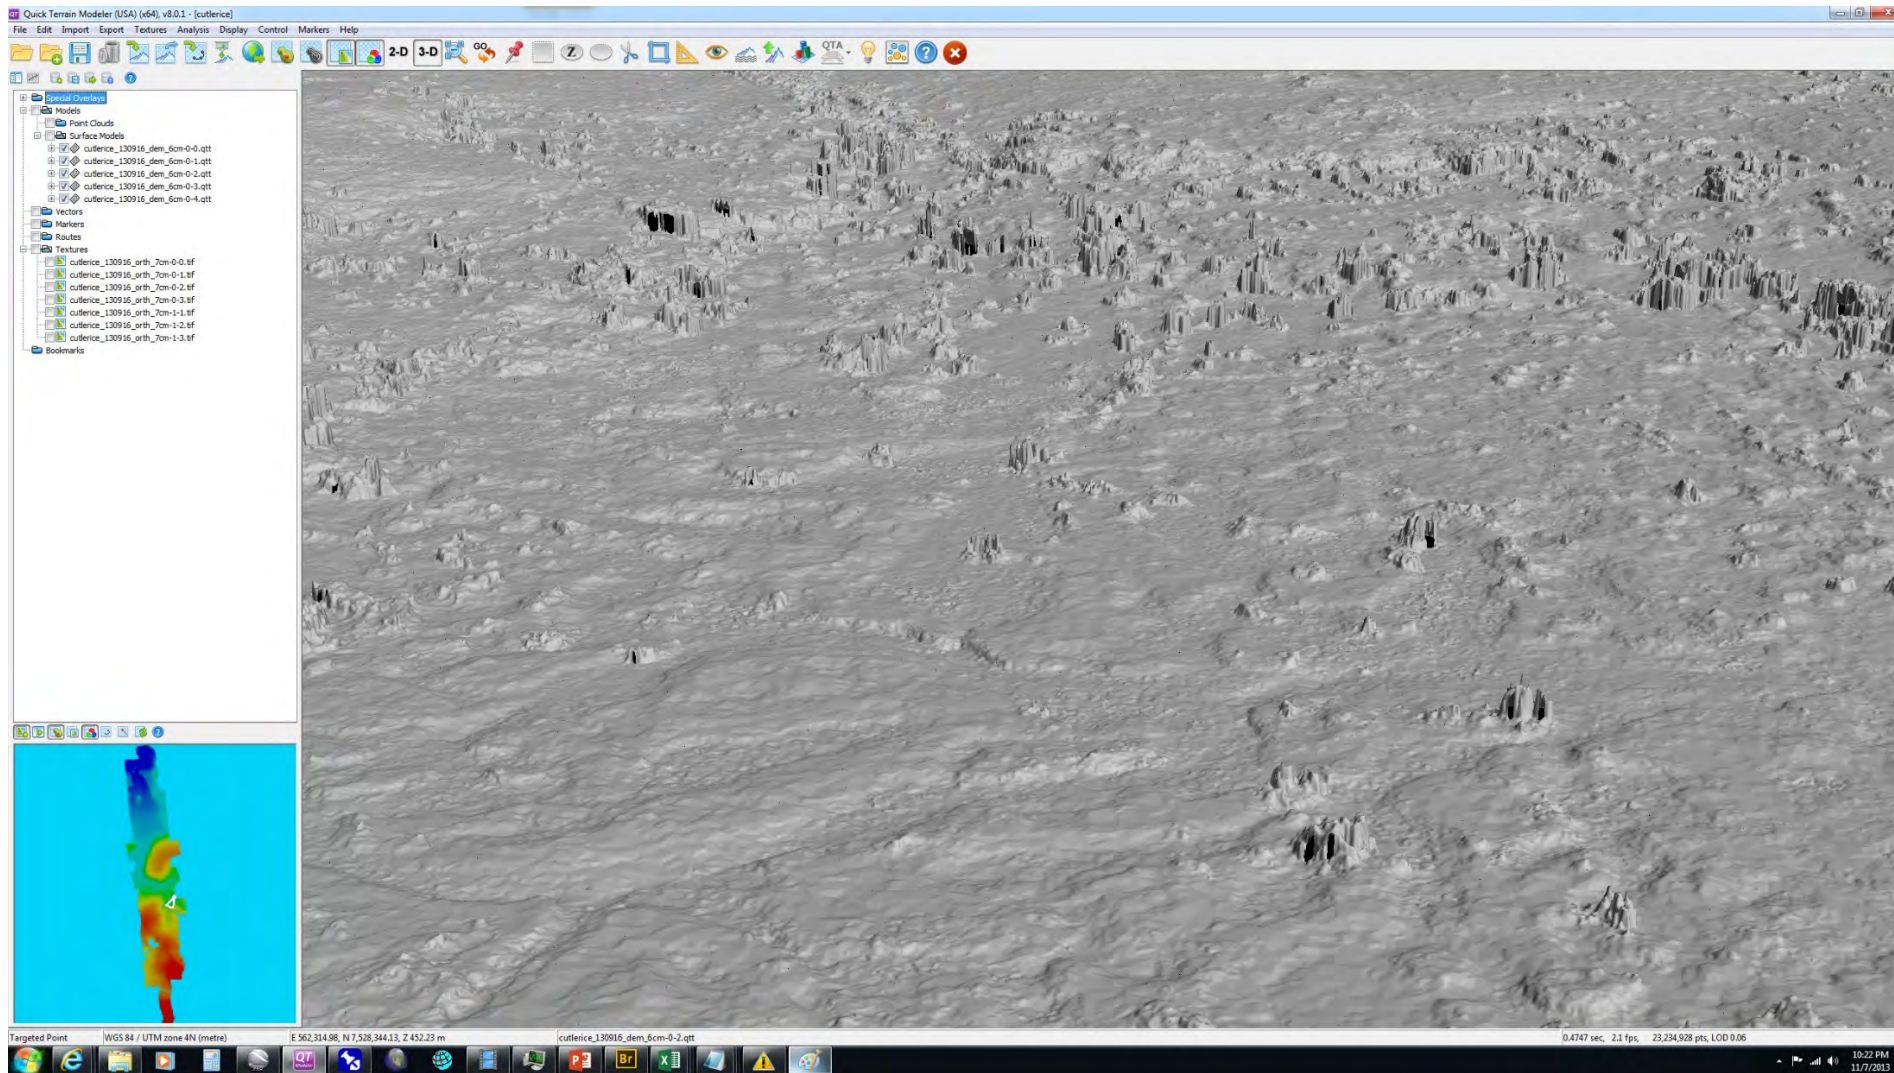 Quick Terrain Modeler (USA) (x64), v8.0.1 - [cutlerice]
File Edit Import Export Textures Analysis Display Control Markers Help
2-D 3-D GO Z QTA
Special Overlays
Models
Point Clouds
Surface Models
cutlerice_130916_dem_6cm-0-0.qtt
cutlerice_130916_dem_6cm-0-1.qtt
cutlerice_130916_dem_6cm-0-2.qtt
cutlerice_130916_dem_6cm-0-3.qtt
cutlerice_130916_dem_6cm-0-4.qtt
Vectors
Markers
Routes
Textures
cutlerice_130916_orth_7cm-0-0.tif
cutlerice_130916_orth_7cm-0-1.tif
cutlerice_130916_orth_7cm-0-2.tif
cutlerice_130916_orth_7cm-0-3.tif
cutlerice_130916_orth_7cm-1-1.tif
cutlerice_130916_orth_7cm-1-2.tif
cutlerice_130916_orth_7cm-1-3.tif
Bookmarks
Targeted Point WGS 84 / UTM zone 4N (metre) E 562,314.98, N 7,528,344.13, Z 452.23 m cutlerice_130916_dem_6cm-0-2.qtt 0.4747 sec, 2.1 fps, 23,234,928 pts, LOD 0.06
QT Modeler P Br X 10:22 PM
11/7/2013